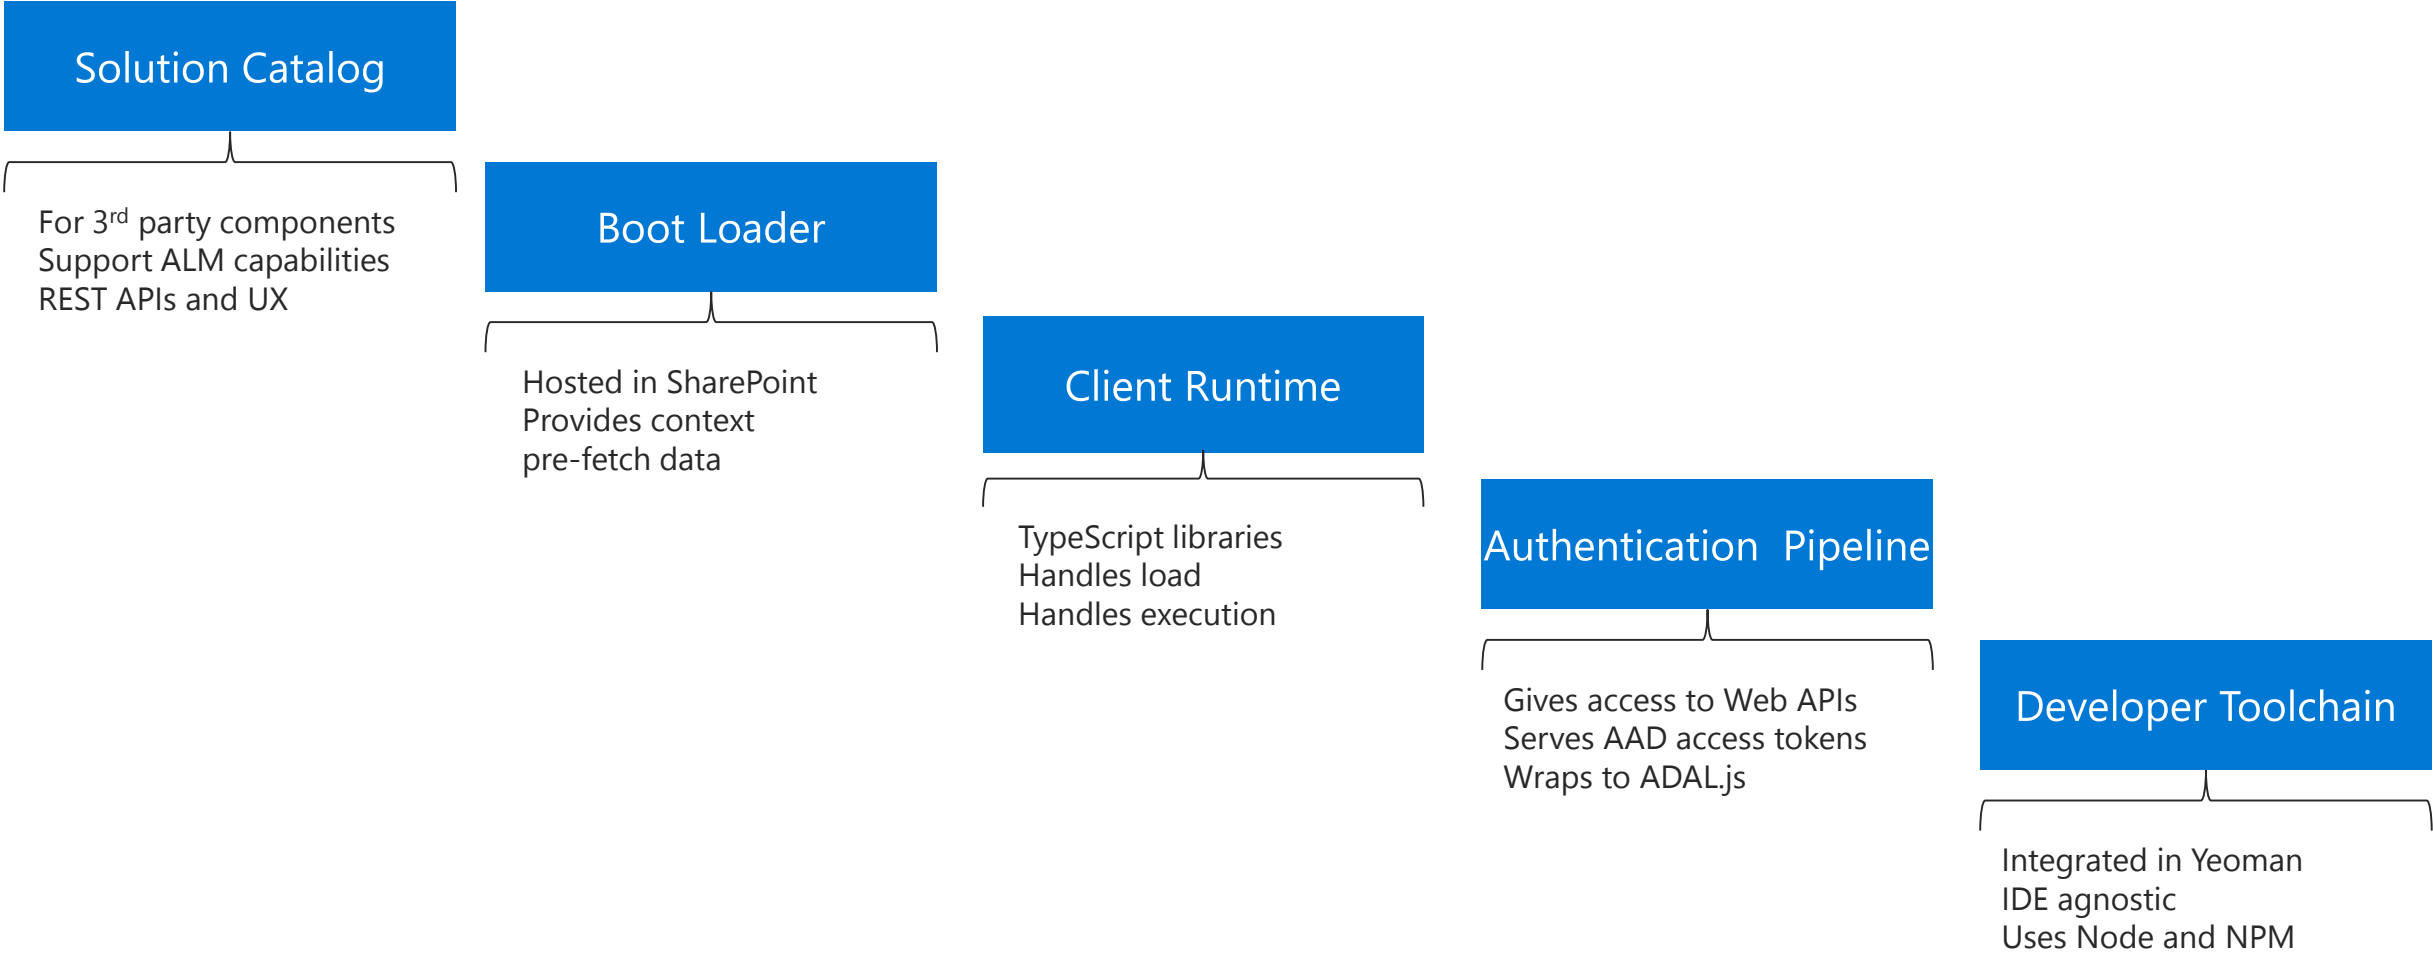 Solution Catalog
For 3rd party components
Support ALM capabilities
REST APIs and UX
Boot Loader
Hosted in SharePoint
Provides context
pre-fetch data
Client Runtime
TypeScript libraries
Handles load
Handles execution
Authentication  Pipeline
Gives access to Web APIs
Serves AAD access tokens
Wraps to ADAL.js
Developer Toolchain
Integrated in Yeoman
IDE agnostic
Uses Node and NPM